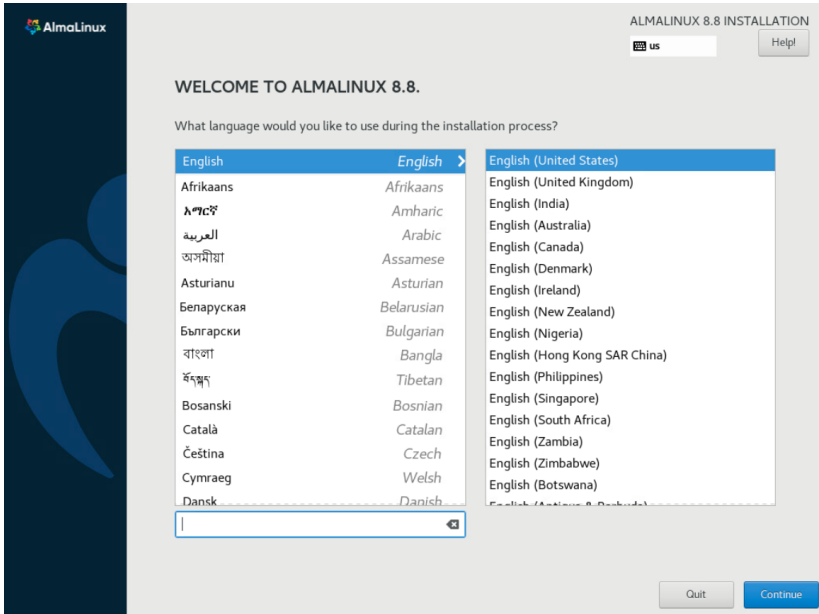 AlmaLinux
ALMALINUX 8.8 INSTALLATION
us
Help!
WELCOME TO ALMALINUX 8.8.
What language would you like to use during the installation process?
English English
Afrikaans Afrikaans
አማርኛ Amharic
العربية Arabic
অসমীয়া Assamese
Asturianu Asturian
Беларуская Belarusian
Български Bulgarian
বাংলা Bangla
བོད་སྐད་ Tibetan
Bosanski Bosnian
Català Catalan
Čeština Czech
Cymraeg Welsh
Dansk Danish
English (United States)
English (United Kingdom)
English (India)
English (Australia)
English (Canada)
English (Denmark)
English (Ireland)
English (New Zealand)
English (Nigeria)
English (Hong Kong SAR China)
English (Philippines)
English (Singapore)
English (South Africa)
English (Zambia)
English (Zimbabwe)
English (Botswana)
English (Antigua & Barbuda)
Quit
Continue